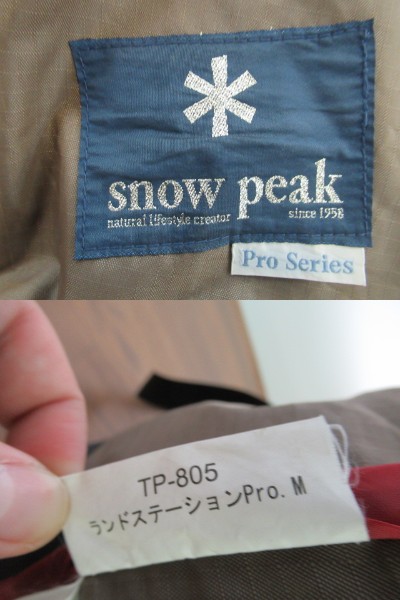 snow peak
natural lifestyle creator since 1958
Pro Series
TP-805
ランドステーションPro. M